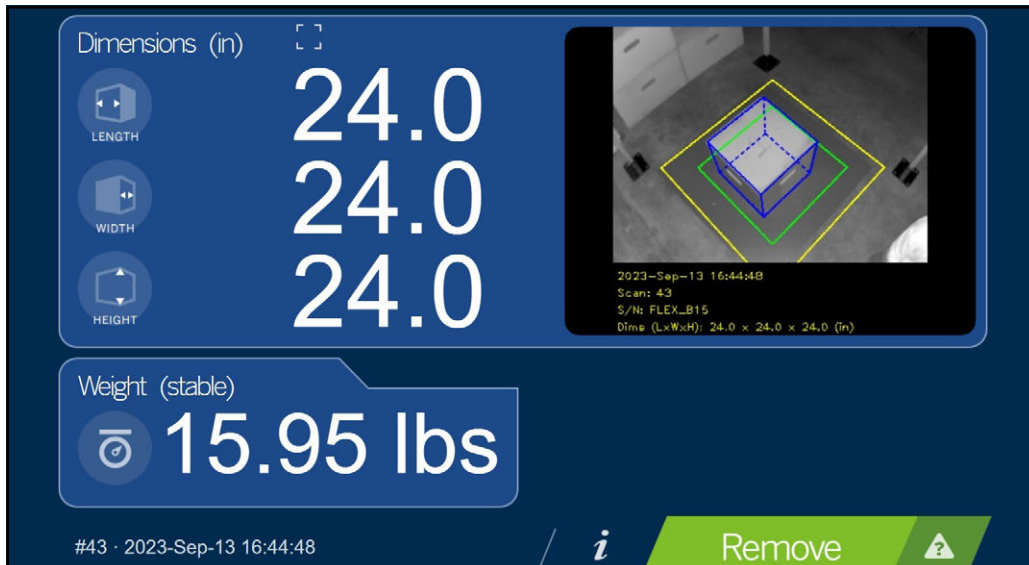 Dimensions (in)
LENGTH
24.0
WIDTH
24.0
HEIGHT
24.0
2023-Sep-13 16:44:48
Scan: 43
S/N: FLEX_B15
Dims (LxWxH): 24.0 x 24.0 x 24.0 (in)
Weight (stable)
15.95 lbs
#43 · 2023-Sep-13 16:44:48
i
Remove
?